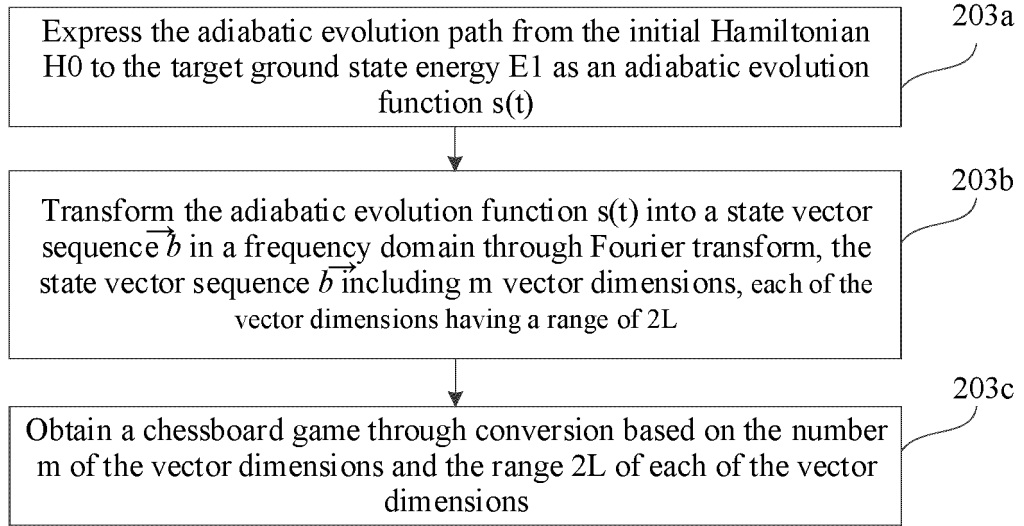 Express the adiabatic evolution path from the initial Hamiltonian
H0 to the target ground state energy E1 as an adiabatic evolution
function s(t)
203a
Transform the adiabatic evolution function s(t) into a state vector
sequence \(\overrightarrow{b}\) in a frequency domain through Fourier transform, the
state vector sequence \(\overrightarrow{b}\) including m vector dimensions, each of the
vector dimensions having a range of 2L
203b
Obtain a chessboard game through conversion based on the number
m of the vector dimensions and the range 2L of each of the vector
dimensions
203c